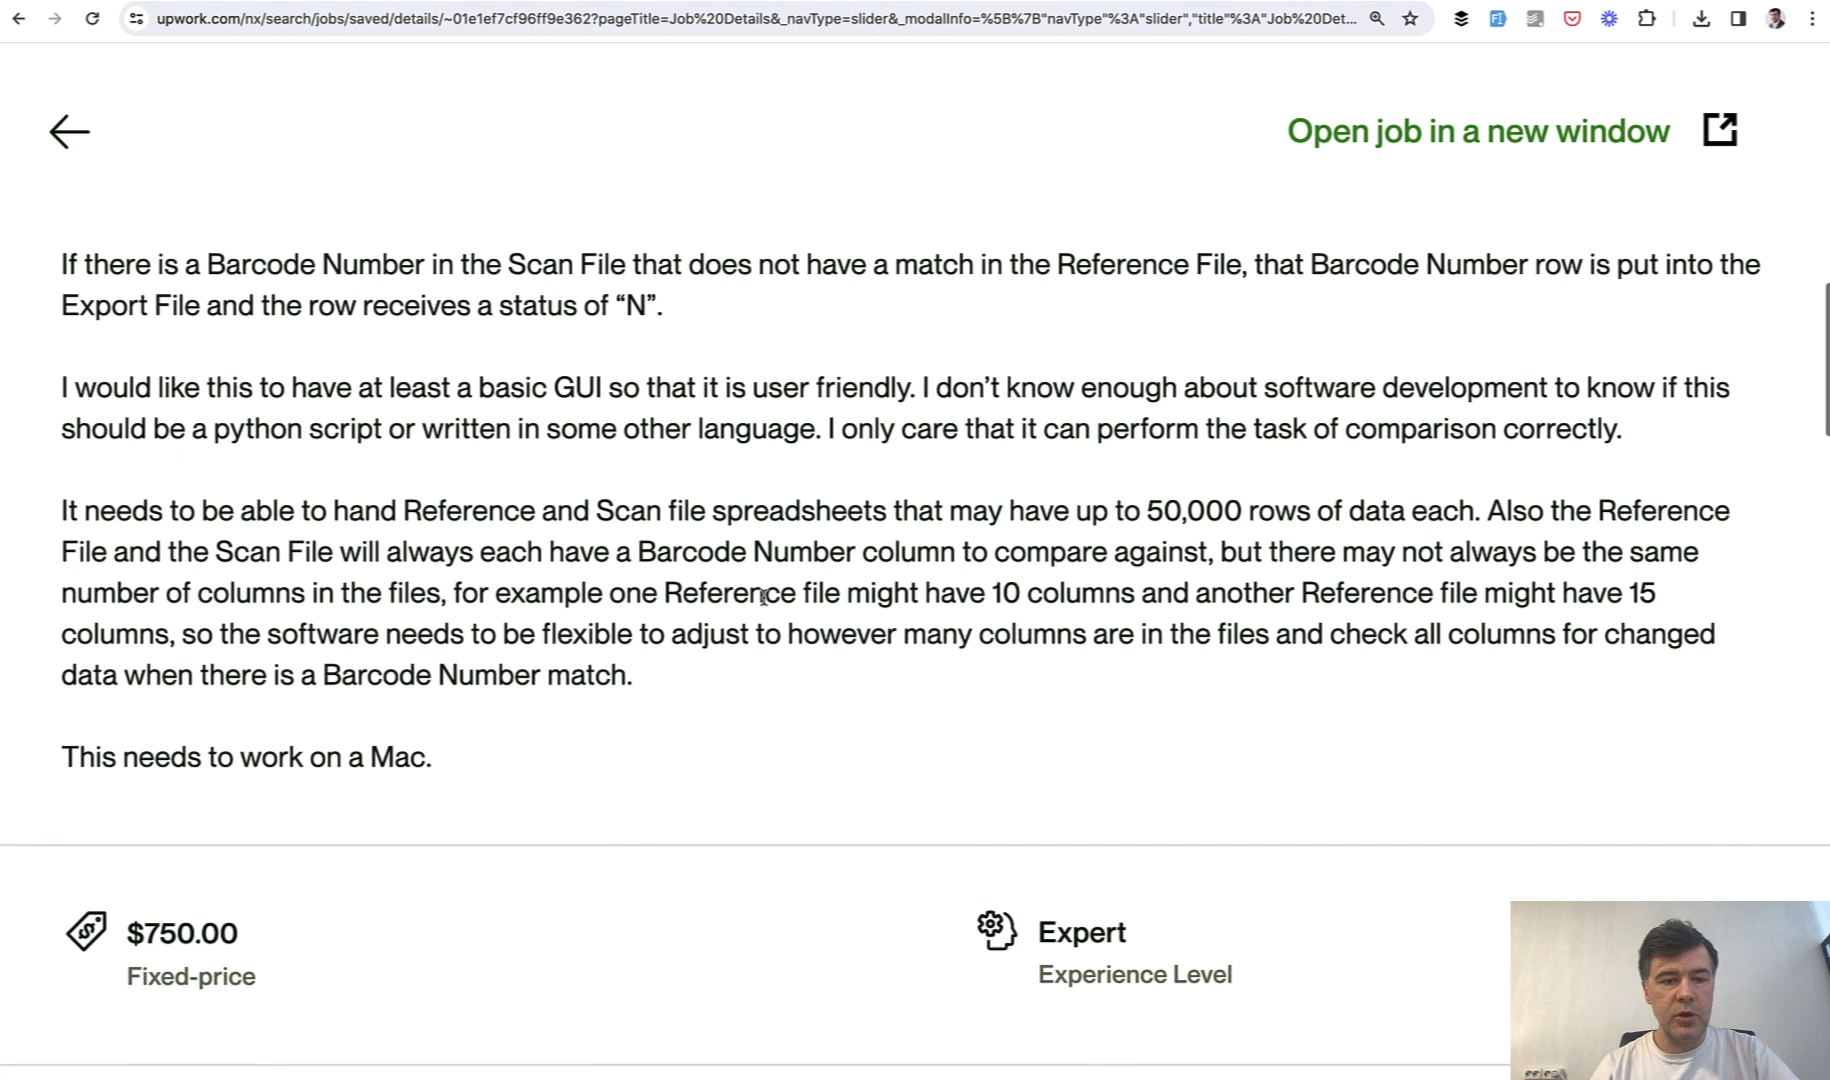 upwork.com/nx/search/jobs/saved/details/~01e1ef7cf96ff9e362?pageTitle=Job%20Details&_navType=slider&_modalInfo=%5B%7B"navType"%3A"slider","title"%3A"Job%20Det...
Open job in a new window
If there is a Barcode Number in the Scan File that does not have a match in the Reference File, that Barcode Number row is put into the
Export File and the row receives a status of “N”.
I would like this to have at least a basic GUI so that it is user friendly. I don’t know enough about software development to know if this
should be a python script or written in some other language. I only care that it can perform the task of comparison correctly.
It needs to be able to hand Reference and Scan file spreadsheets that may have up to 50,000 rows of data each. Also the Reference
File and the Scan File will always each have a Barcode Number column to compare against, but there may not always be the same
number of columns in the files, for example one Reference file might have 10 columns and another Reference file might have 15
columns, so the software needs to be flexible to adjust to however many columns are in the files and check all columns for changed
data when there is a Barcode Number match.
This needs to work on a Mac.
$750.00
Fixed-price
Expert
Experience Level